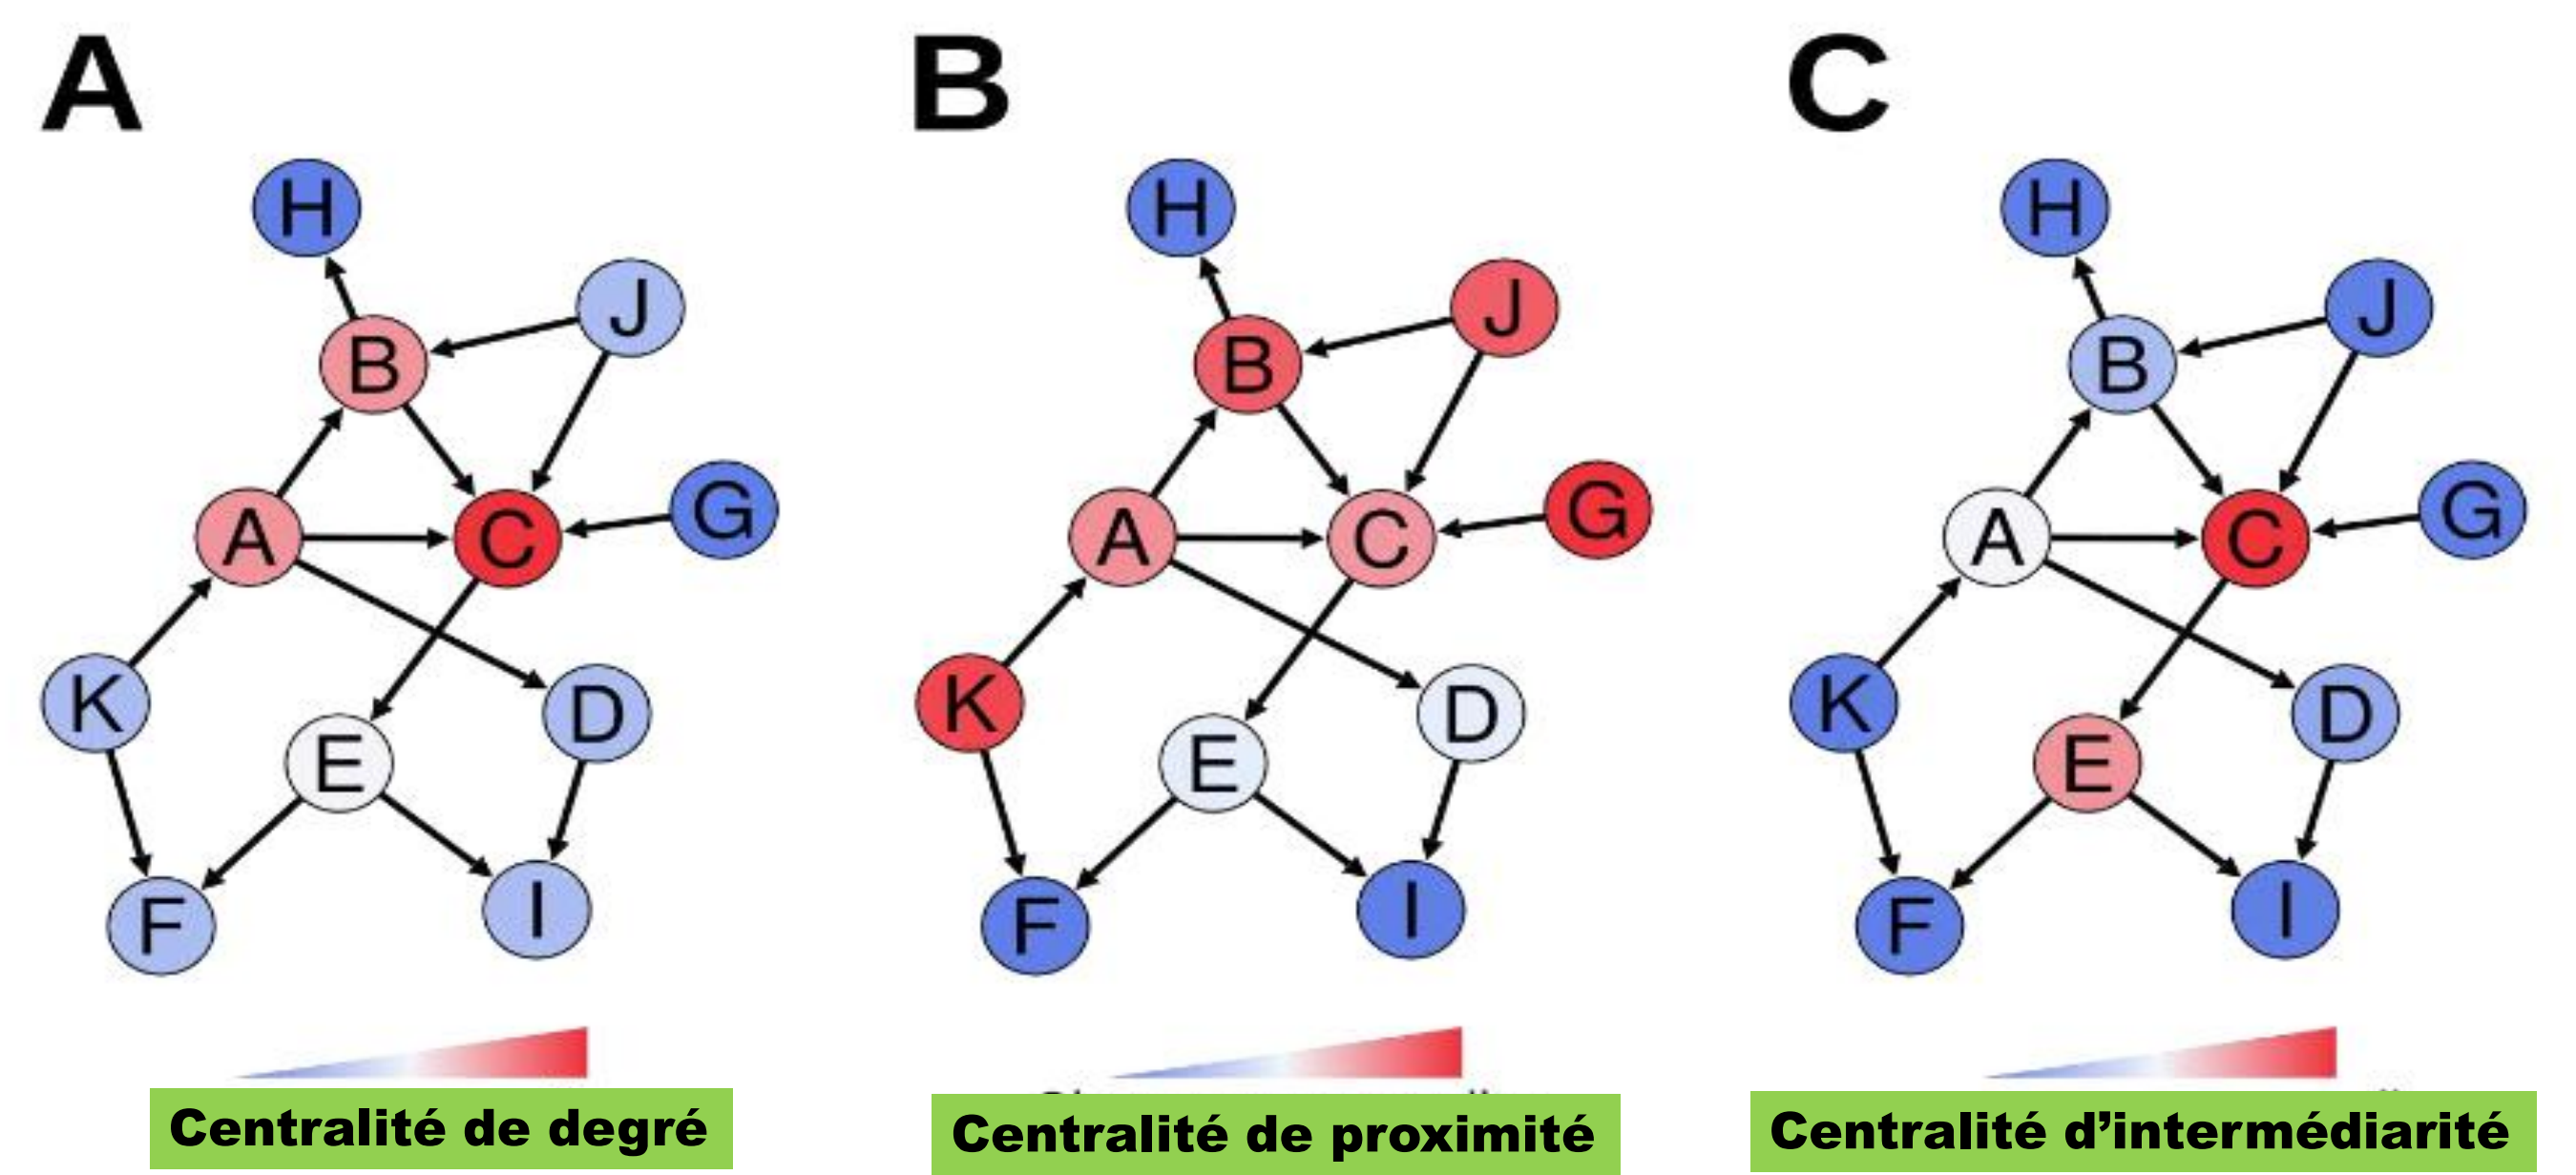 A B C
H
J
B
A
C
G
K
E
D
F
I
H
J
B
A
C
G
K
E
D
F
I
H
J
B
A
C
G
K
E
D
F
I
Centralité de degré
Centralité de proximité
Centralité d’intermédiarité